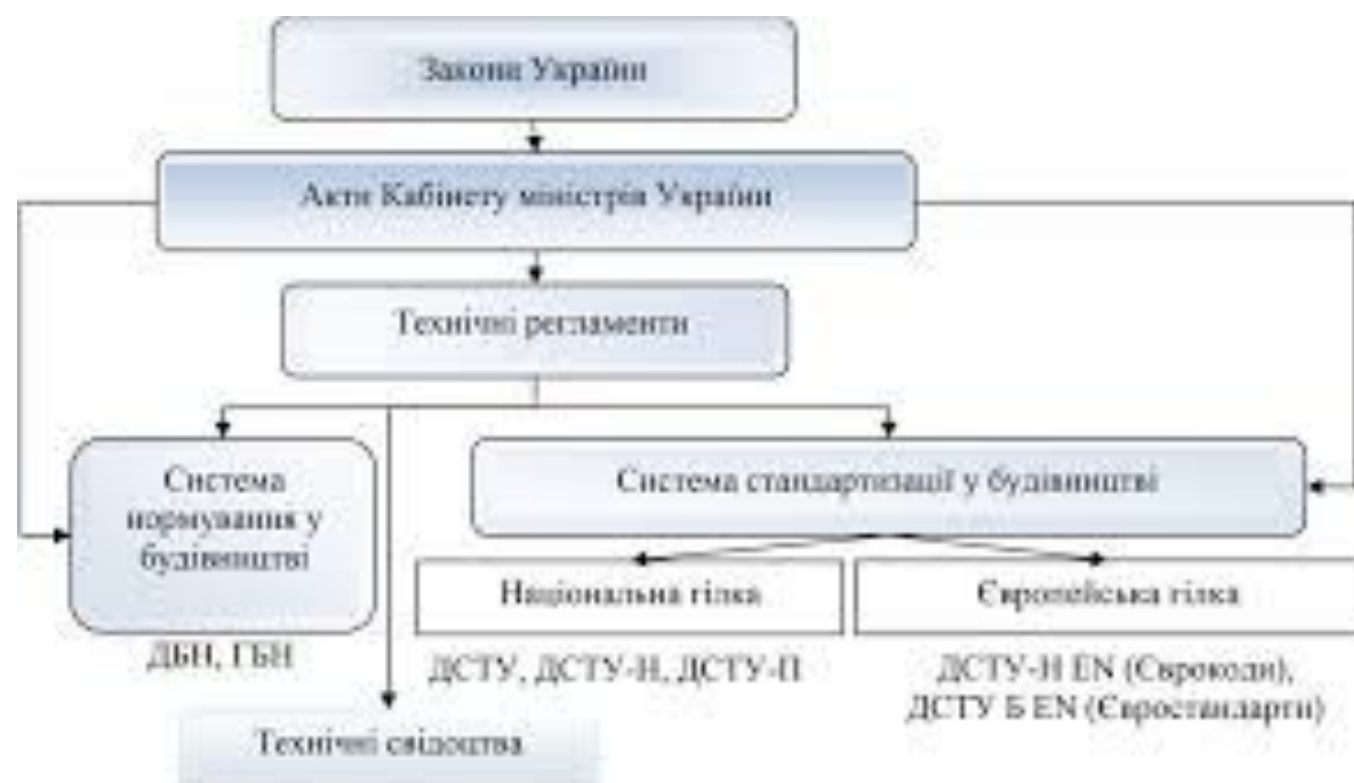 Закони України
Акти Кабінету міністрів України
Технічні регламенти
Система
нормування у
будівництві
Система стандартизації у будівництві
Національна гілка
Європейська гілка
ДБН, ГБН
ДСТУ, ДСТУ-Н, ДСТУ-П
ДСТУ-Н EN (Єврокоди),
ДСТУ Б EN (Євростандарти)
Технічні свідоцтва